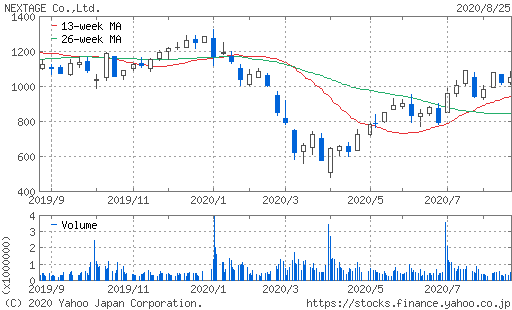 NEXTAGE Co.,Ltd. 2020/8/25
13-week MA
26-week MA
1400
1200
1000
800
600
400
2019/9 2019/11 2020/1 2020/3 2020/5 2020/7
Volume
4
3
2
1
0
(x1000000)
2019/9 2019/11 2020/1 2020/3 2020/5 2020/7
(C) 2020 Yahoo Japan Corporation. https://stocks.finance.yahoo.co.jp